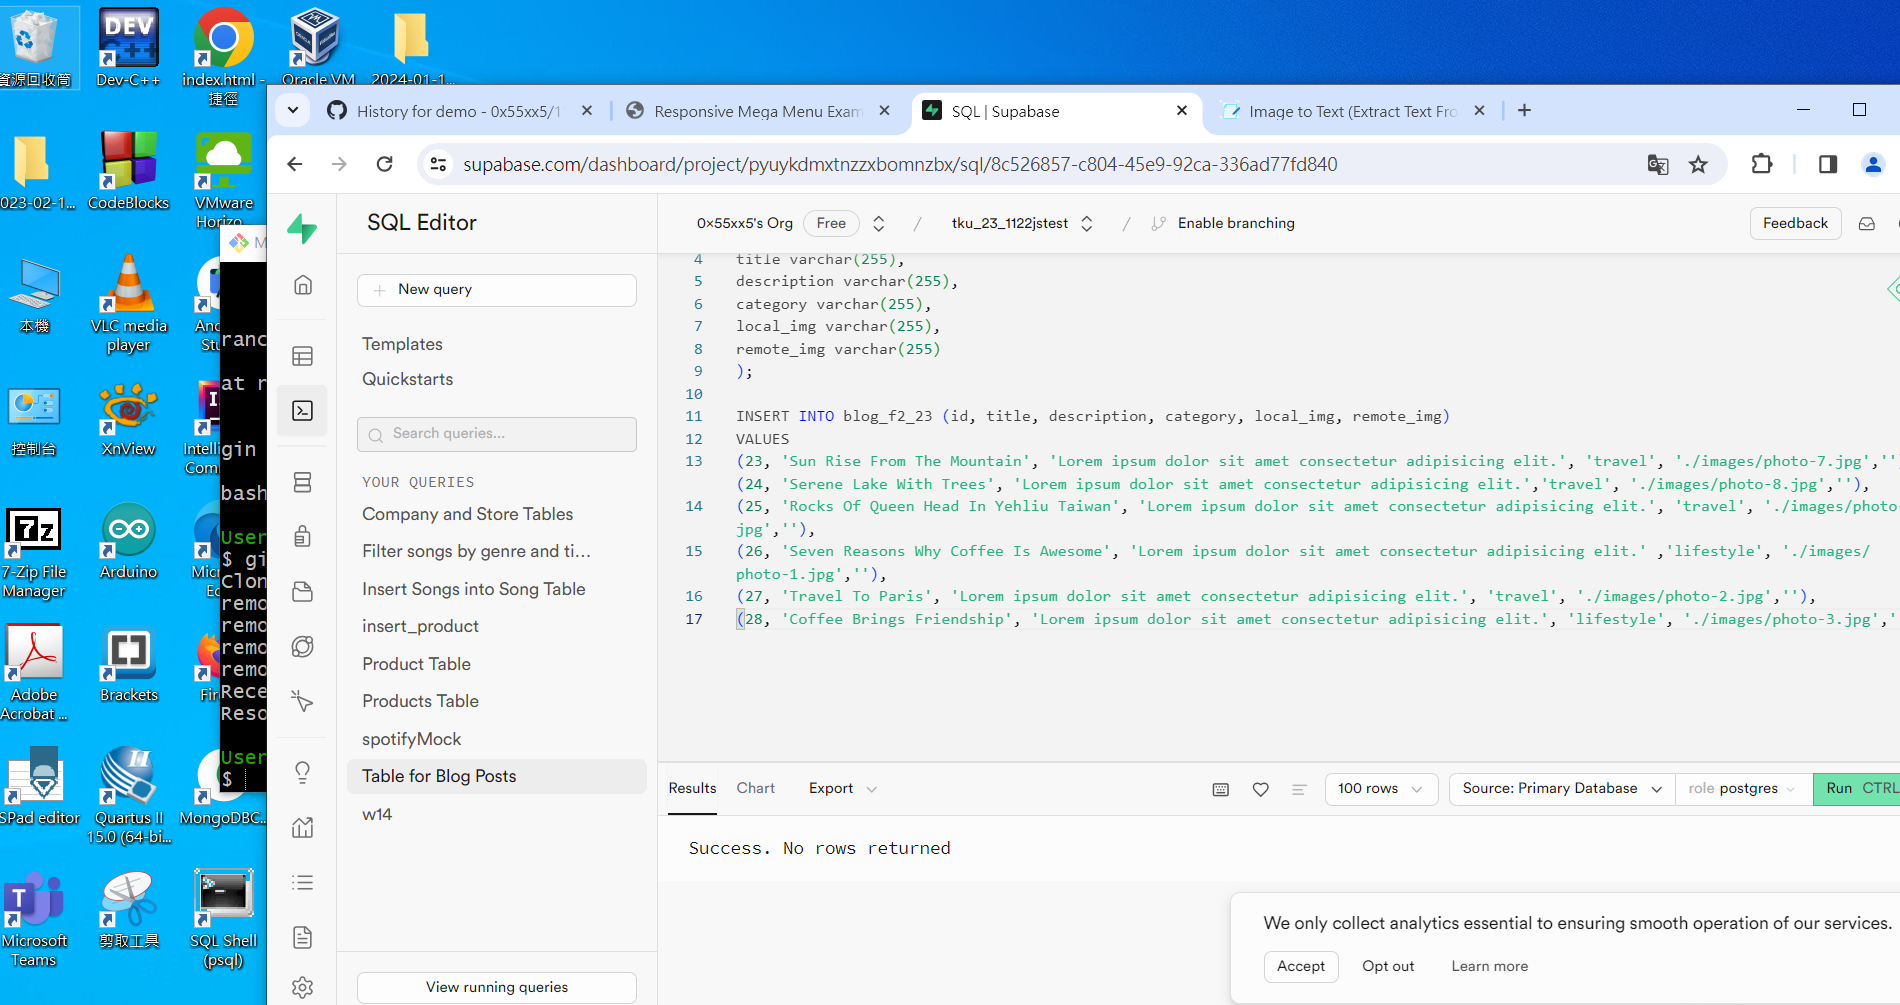 資源回收筒
Dev-C++
index.html -
捷徑
Oracle VM
2024-01-1...
023-02-1...
CodeBlocks
VMware
Horizo
本機
VLC media
player
控制台
XnView
7-Zip File
Manager
Arduino
Adobe
Acrobat ...
Brackets
SPad editor
Quartus II
15.0 (64-bi...
MongoDBC...
Microsoft
Teams
剪取工具
SQL Shell
(psql)
M
ranc
at r
gin
bash
User
$ gi
Clon
remo
remo
remo
remo
Rece
Reso
User
$
History for demo - 0x55xx5/1
Responsive Mega Menu Exam
SQL | Supabase
Image to Text (Extract Text Fro
supabase.com/dashboard/project/pyuykdmxtnzzxbomnzbx/sql/8c526857-c804-45e9-92ca-336ad77fd840
SQL Editor
0x55xx5's Org Free / tku_23_1122jstest / Enable branching
Feedback
New query
Templates
Quickstarts
Search queries...
YOUR QUERIES
Company and Store Tables
Filter songs by genre and ti...
Insert Songs into Song Table
insert_product
Product Table
Products Table
spotifyMock
Table for Blog Posts
w14
View running queries
4 title varchar(255),
5 description varchar(255),
6 category varchar(255),
7 local_img varchar(255),
8 remote_img varchar(255)
9 );
10
11 INSERT INTO blog_f2_23 (id, title, description, category, local_img, remote_img)
12 VALUES
13 (23, 'Sun Rise From The Mountain', 'Lorem ipsum dolor sit amet consectetur adipisicing elit.', 'travel', './images/photo-7.jpg',''
(24, 'Serene Lake With Trees', 'Lorem ipsum dolor sit amet consectetur adipisicing elit.','travel', './images/photo-8.jpg',''),
14 (25, 'Rocks Of Queen Head In Yehliu Taiwan', 'Lorem ipsum dolor sit amet consectetur adipisicing elit.', 'travel', './images/photo-
jpg',''),
15 (26, 'Seven Reasons Why Coffee Is Awesome', 'Lorem ipsum dolor sit amet consectetur adipisicing elit.' ,'lifestyle', './images/
photo-1.jpg',''),
16 (27, 'Travel To Paris', 'Lorem ipsum dolor sit amet consectetur adipisicing elit.', 'travel', './images/photo-2.jpg',''),
17 (28, 'Coffee Brings Friendship', 'Lorem ipsum dolor sit amet consectetur adipisicing elit.', 'lifestyle', './images/photo-3.jpg','
Results Chart Export
100 rows
Source: Primary Database
role postgres
Run CTRL
Success. No rows returned
We only collect analytics essential to ensuring smooth operation of our services.
Accept Opt out Learn more